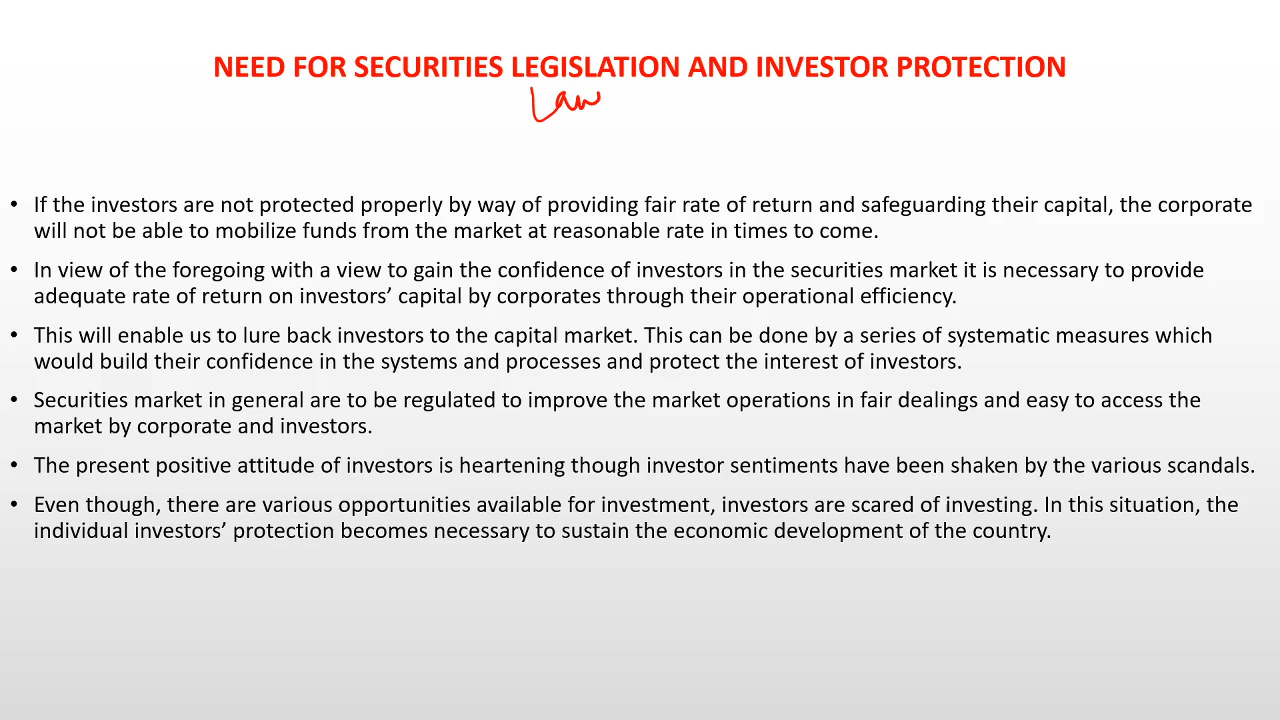 NEED FOR SECURITIES LEGISLATION AND INVESTOR PROTECTION
Law
• If the investors are not protected properly by way of providing fair rate of return and safeguarding their capital, the corporate
will not be able to mobilize funds from the market at reasonable rate in times to come.
• In view of the foregoing with a view to gain the confidence of investors in the securities market it is necessary to provide
adequate rate of return on investors’ capital by corporates through their operational efficiency.
• This will enable us to lure back investors to the capital market. This can be done by a series of systematic measures which
would build their confidence in the systems and processes and protect the interest of investors.
• Securities market in general are to be regulated to improve the market operations in fair dealings and easy to access the
market by corporate and investors.
• The present positive attitude of investors is heartening though investor sentiments have been shaken by the various scandals.
• Even though, there are various opportunities available for investment, investors are scared of investing. In this situation, the
individual investors’ protection becomes necessary to sustain the economic development of the country.